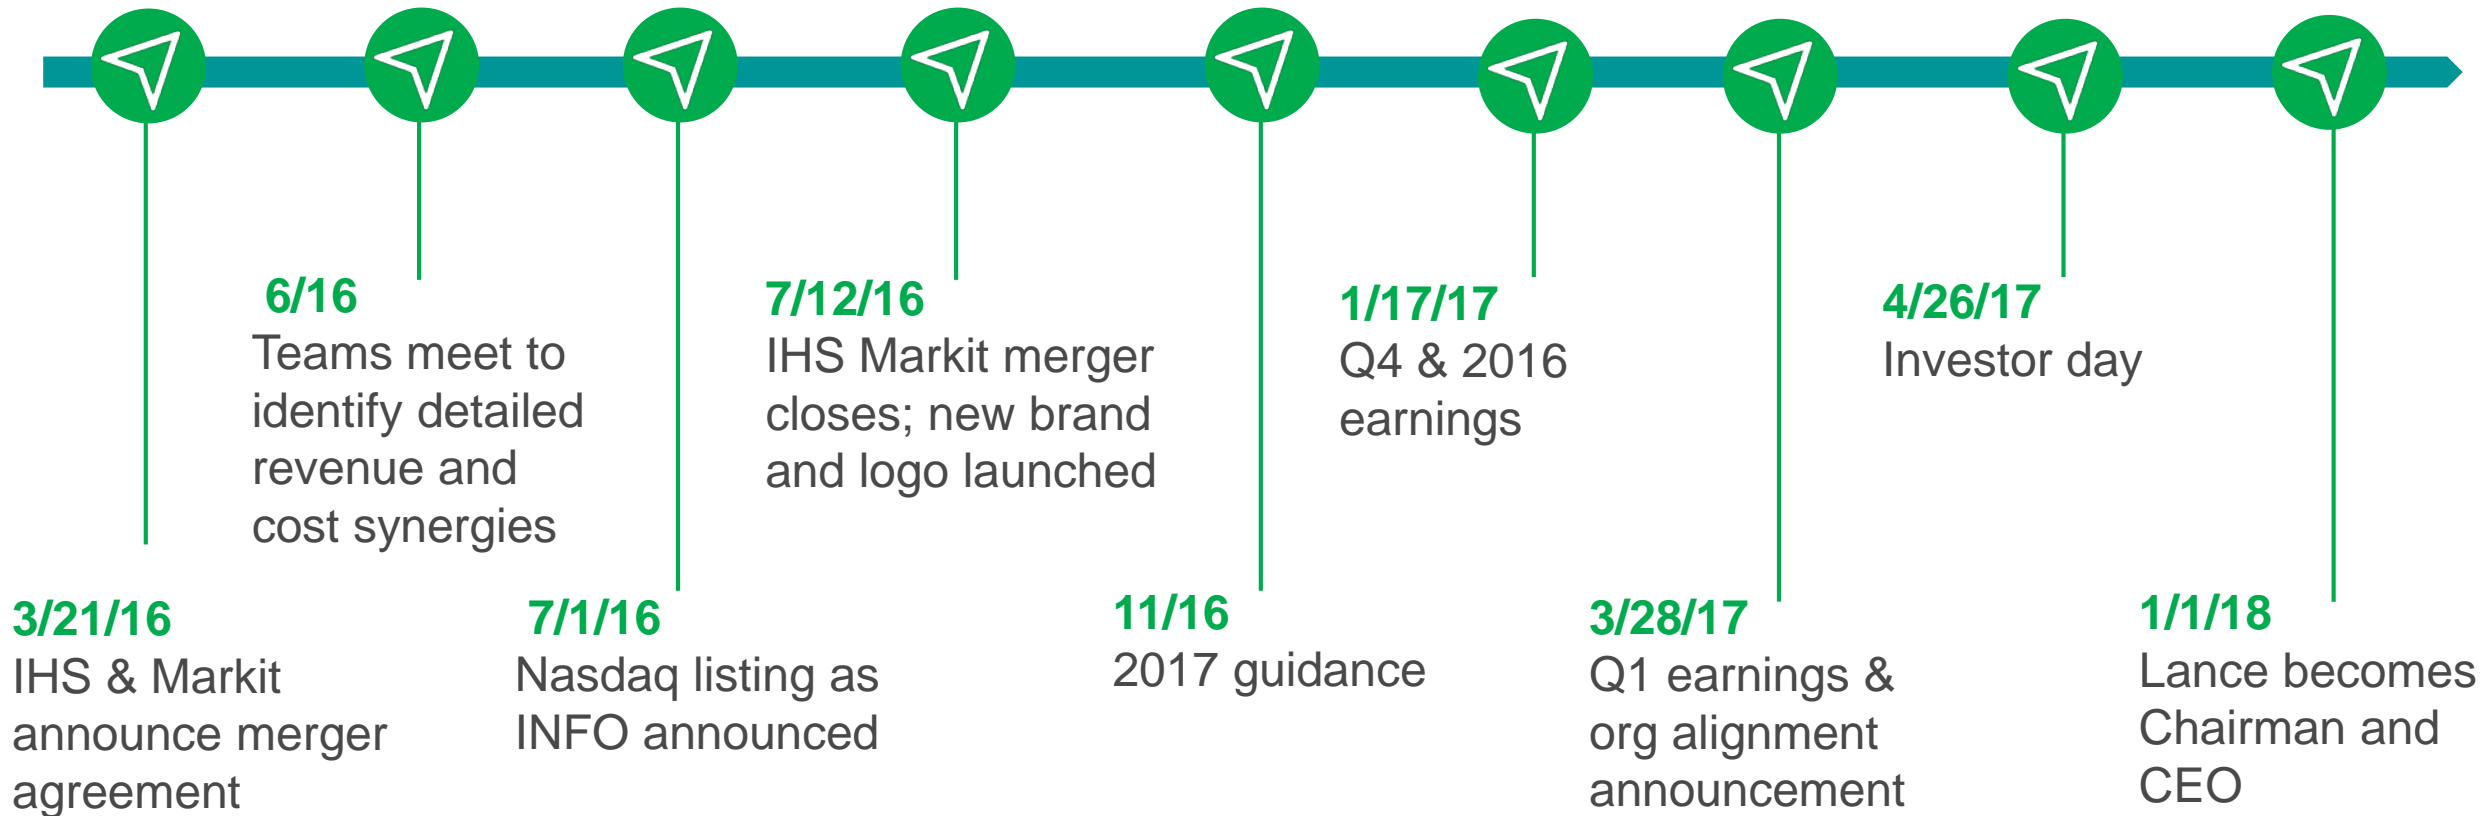 3/21/16
IHS & Markit
announce merger
agreement
6/16
Teams meet to
identify detailed
revenue and
cost synergies
7/1/16
Nasdaq listing as
INFO announced
7/12/16
IHS Markit merger
closes; new brand
and logo launched
11/16
2017 guidance
1/17/17
Q4 & 2016
earnings
3/28/17
Q1 earnings &
org alignment
announcement
4/26/17
Investor day
1/1/18
Lance becomes
Chairman and
CEO